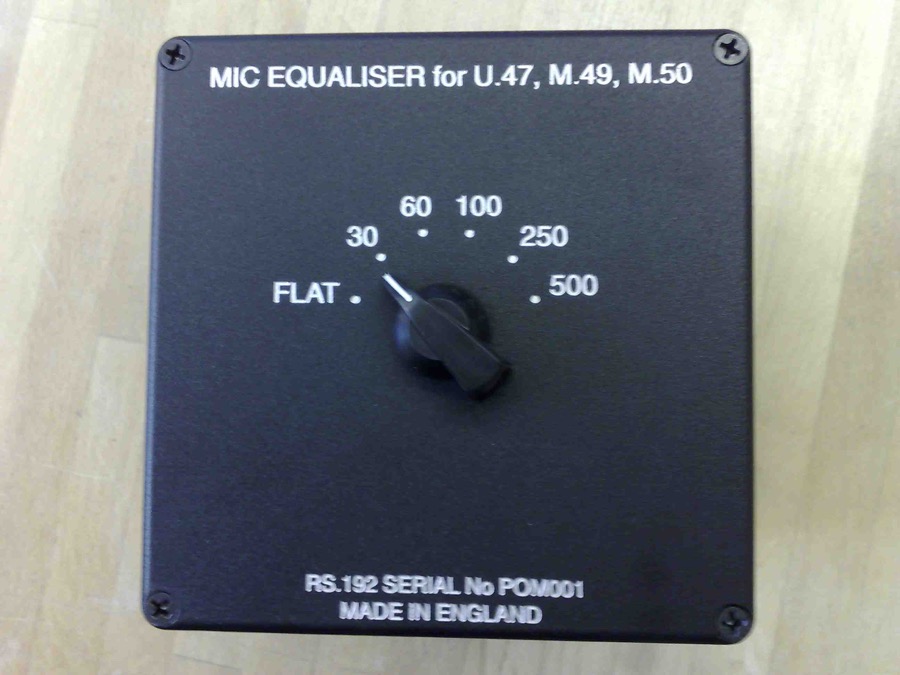 MIC EQUALISER for U.47, M.49, M.50
60 100
30 250
FLAT 500
RS.192 SERIAL No POM001
MADE IN ENGLAND